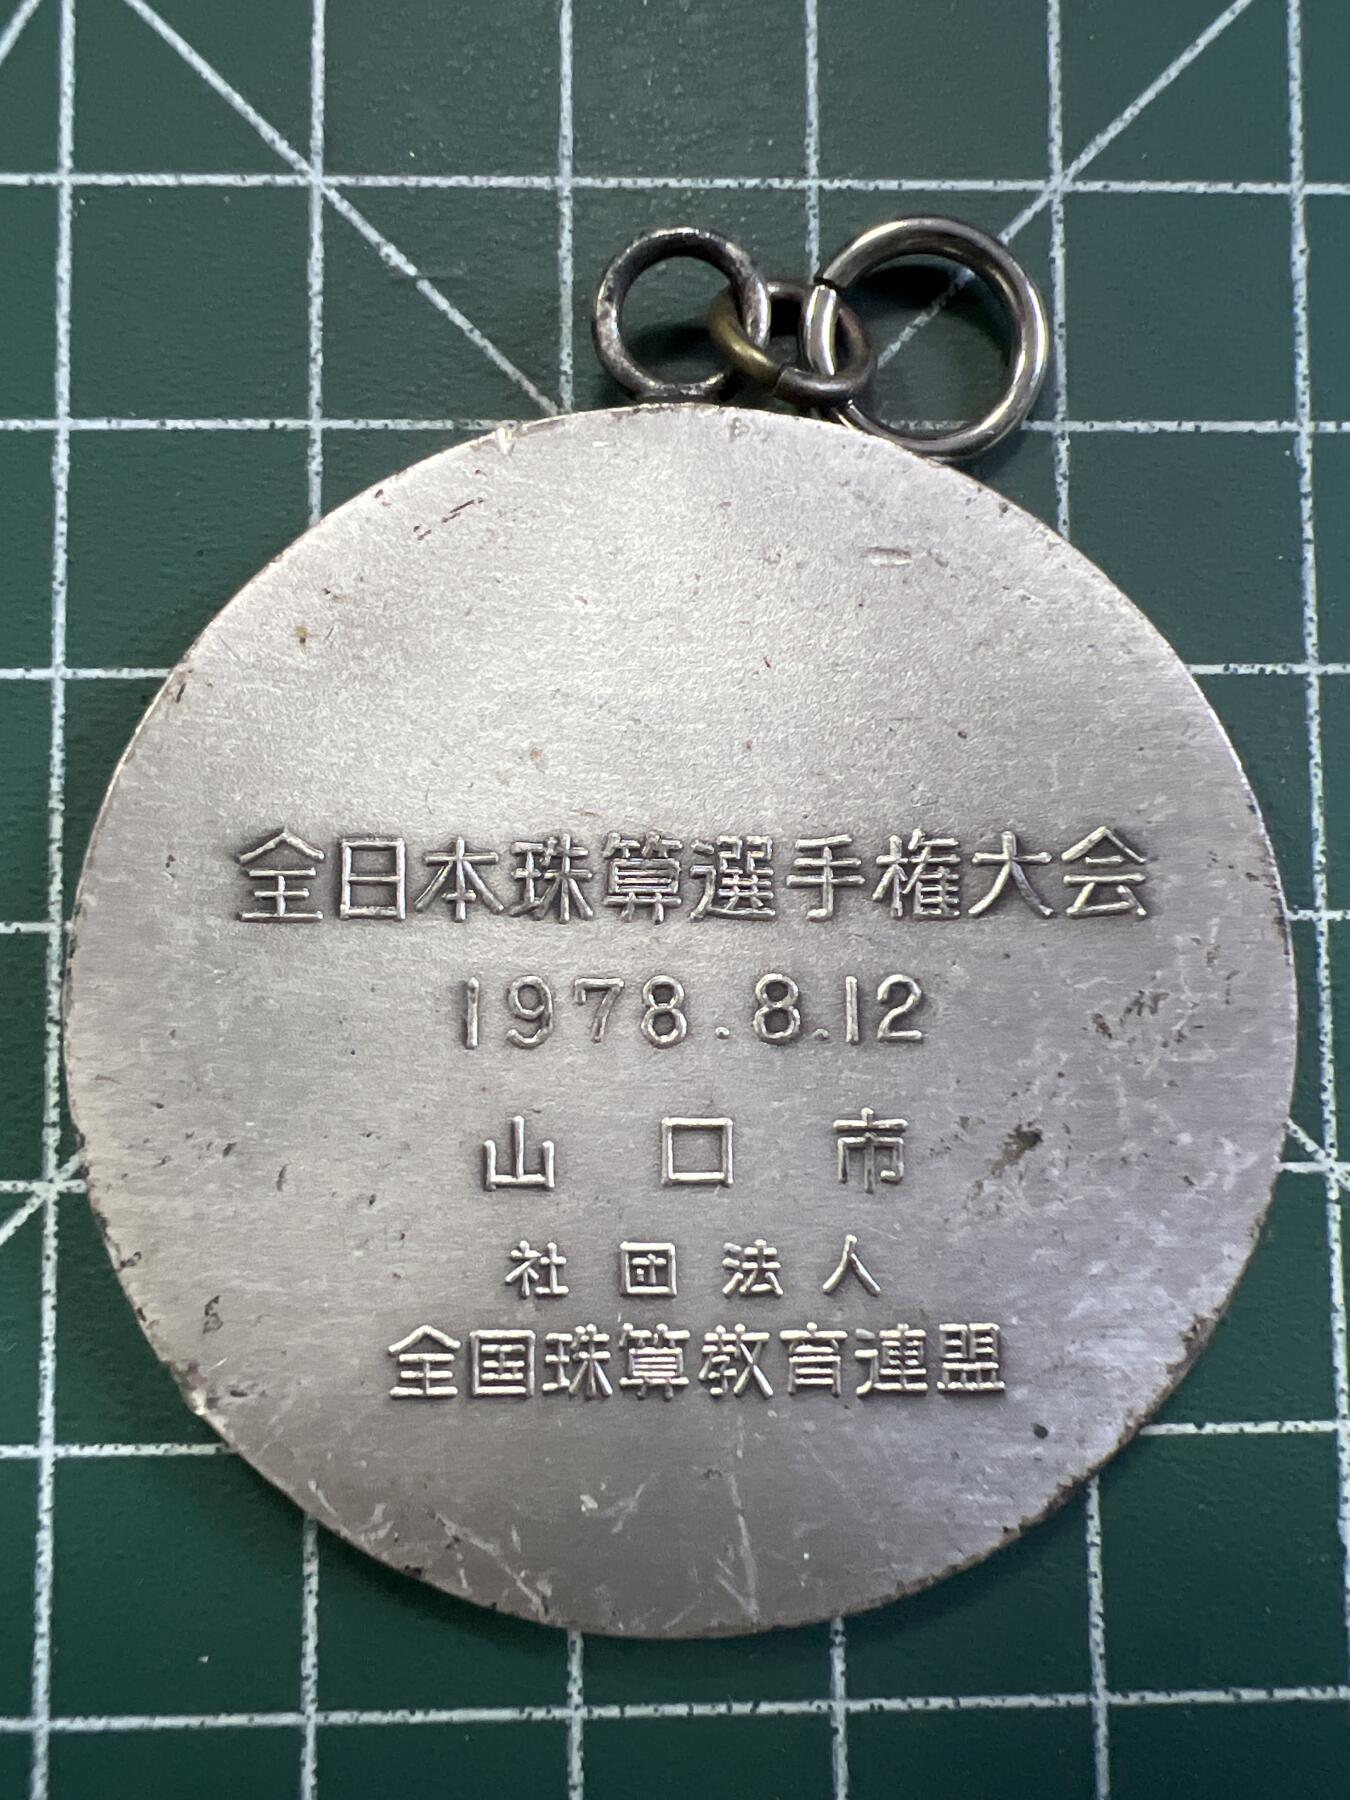 全日本珠算選手権大会
1978.8.12
山口市
社団法人
全国珠算教育連盟